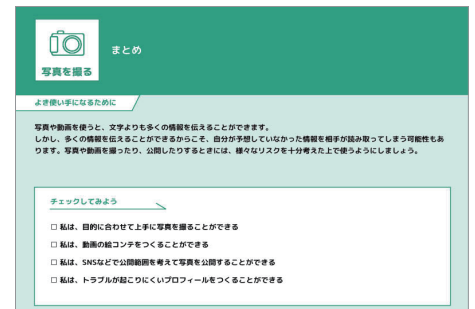 写真を撮る
まとめ
よき使い手になるために
写真や動画を使うと、文字よりも多くの情報を伝えることができます。
しかし、多くの情報を伝えることができるからこそ、自分が予想していなかった情報を相手が読み取ってしまう可能性もあ
ります。写真や動画を撮ったり、公開したりするときには、様々なリスクを十分考えた上で使うようにしましょう。
チェックしてみよう
□ 私は、目的に合わせて上手に写真を撮ることができる
□ 私は、動画の絵コンテをつくることができる
□ 私は、SNSなどで公開範囲を考えて写真を公開することができる
□ 私は、トラブルが起こりにくいプロフィールをつくることができる